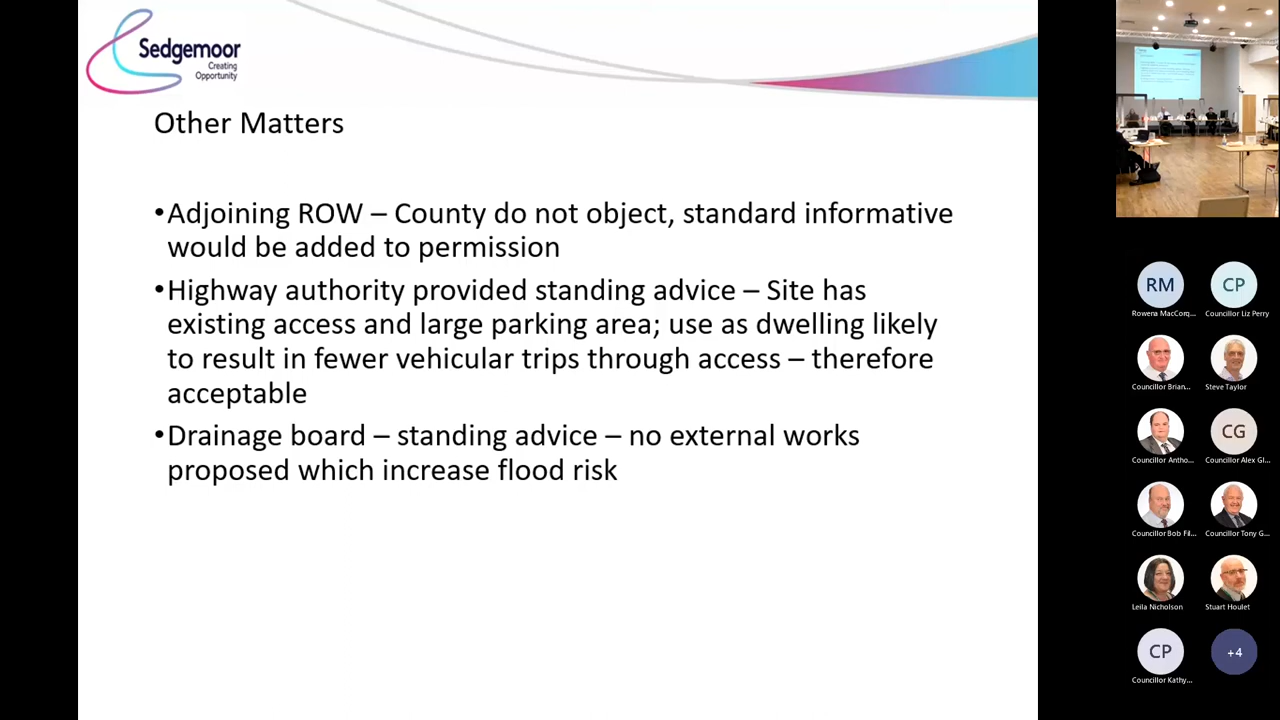 Sedgemoor
Creating
Opportunity
Other Matters
•Adjoining ROW – County do not object, standard informative
would be added to permission
•Highway authority provided standing advice – Site has
existing access and large parking area; use as dwelling likely
to result in fewer vehicular trips through access – therefore
acceptable
•Drainage board – standing advice – no external works
proposed which increase flood risk
RM
CP
Rowena MacCorq...
Councillor Liz Perry
Councillor Brian...
Steve Taylor
CG
Councillor Antho...
Councillor Alex Gl...
Councillor Bob Fil...
Councillor Tony G...
Leila Nicholson
Stuart Houlet
CP
+4
Councillor Kathy...